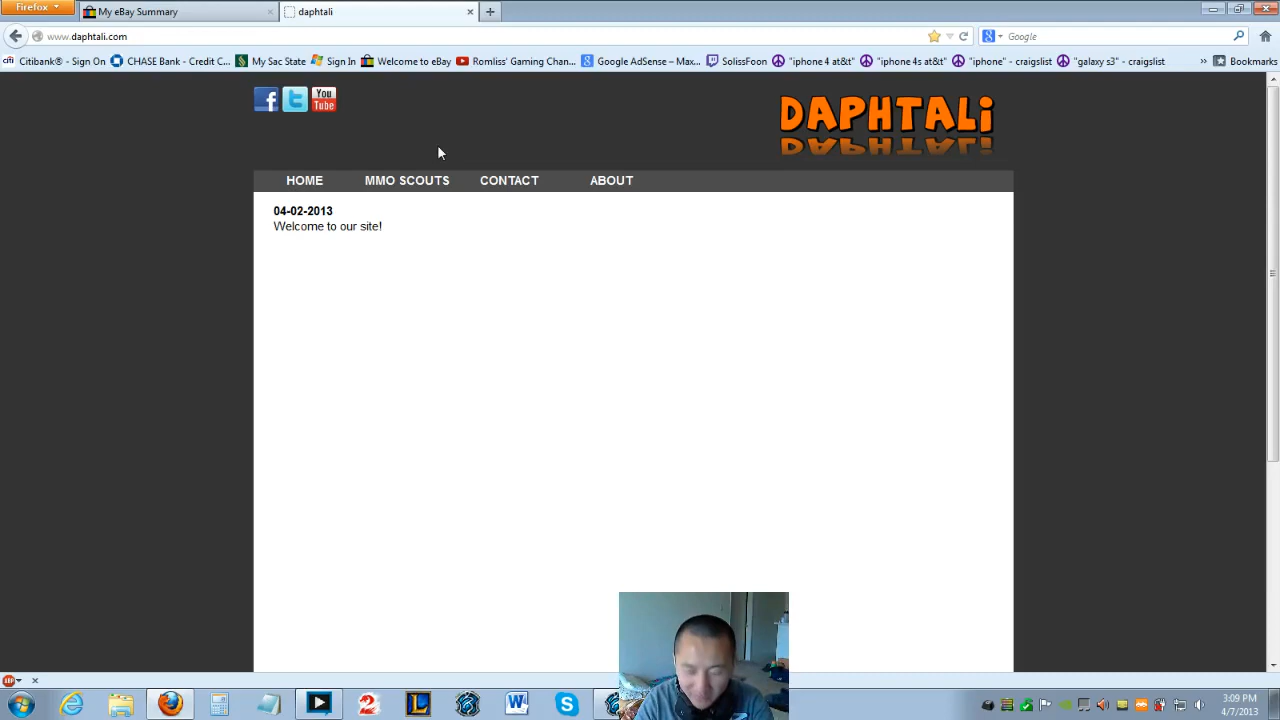 Firefox
My eBay Summary
daphtali
www.daphtali.com
Google
Citibank® - Sign On
CHASE Bank - Credit C...
My Sac State
Sign In
Welcome to eBay
Romliss' Gaming Chan...
Google AdSense – Max...
SolissFoon
"iphone 4 at&t"
"iphone 4s at&t"
"iphone" - craigslist
"galaxy s3" - craigslist
»
Bookmarks
You
Tube
DAPHTALi
HOME
MMO SCOUTS
CONTACT
ABOUT
04-02-2013
Welcome to our site!
3:09 PM
4/7/2013